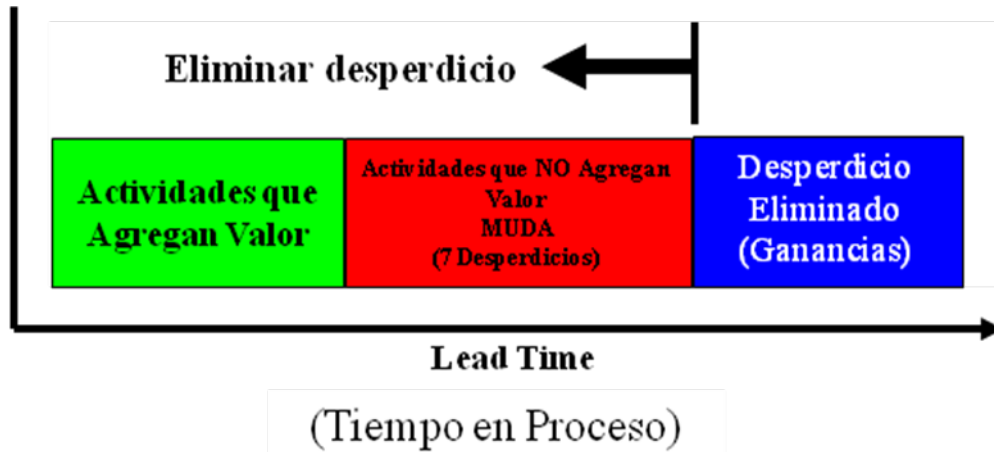 Eliminar desperdicio
Actividades que
Agregan Valor
Actividades que NO Agregan
Valor
MUDA
(7 Desperdicios)
Desperdicio
Eliminado
(Ganancias)
Lead Time
(Tiempo en Proceso)